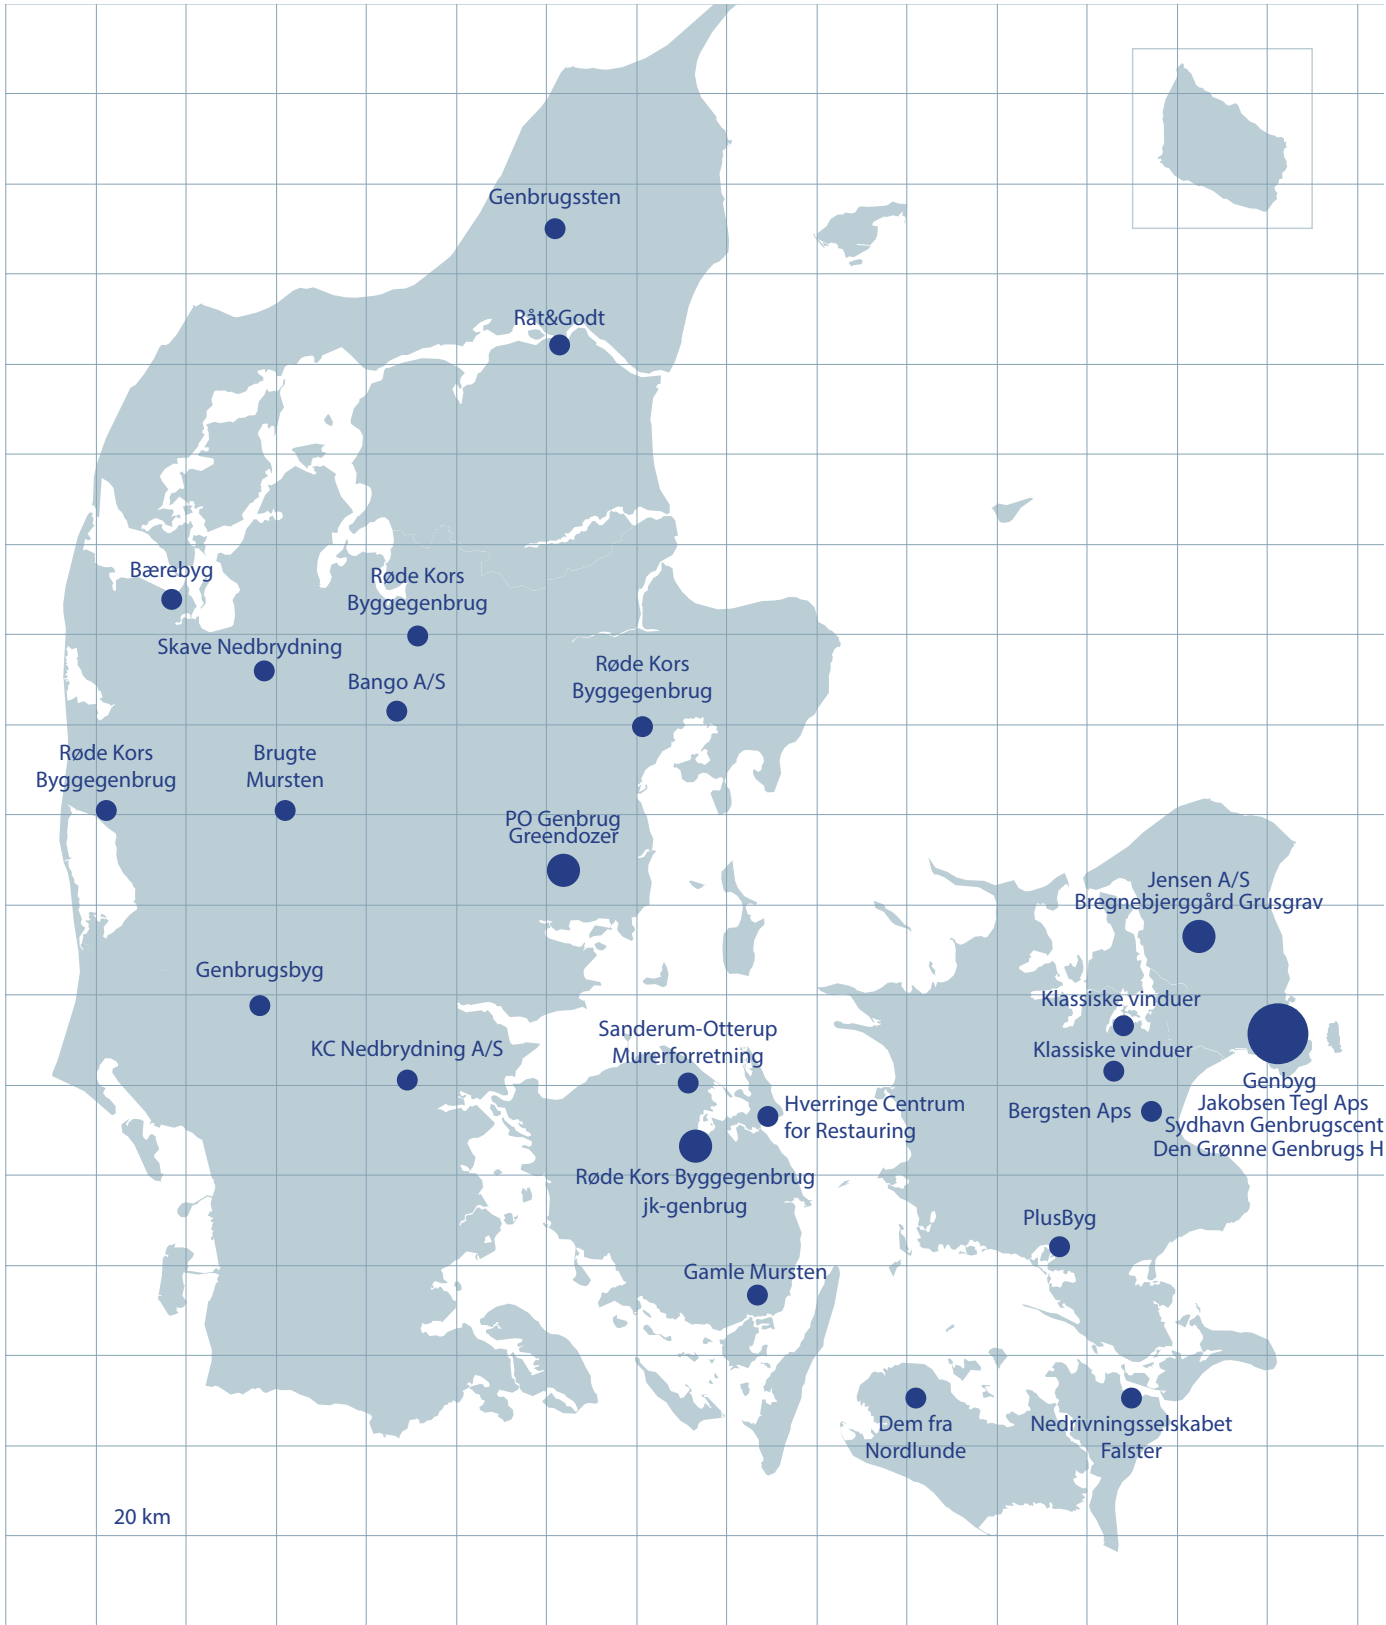 Genbrugssten
Råt&Godt
Bærebyg
Røde Kors
Byggegenbrug
Skave Nedbrydning
Bango A/S
Røde Kors
Byggegenbrug
Røde Kors
Byggegenbrug
Brugte
Mursten
PO Genbrug
Greendozer
Jensen A/S
Bregnebjerggård Grusgrav
Genbrugsbyg
KC Nedbrydning A/S
Sanderum-Otterup
Murerforretning
Klassiske vinduer
Klassiske vinduer
Hverringe Centrum
for Restauring
Bergsten Aps
Genbyg
Jakobsen Tegl Aps
Sydhavn Genbrugscent
Den Grønne Genbrugs H
Røde Kors Byggegenbrug
jk-genbrug
PlusByg
Gamle Mursten
Dem fra
Nordlunde
Nedrivningsselskabet
Falster
20 km